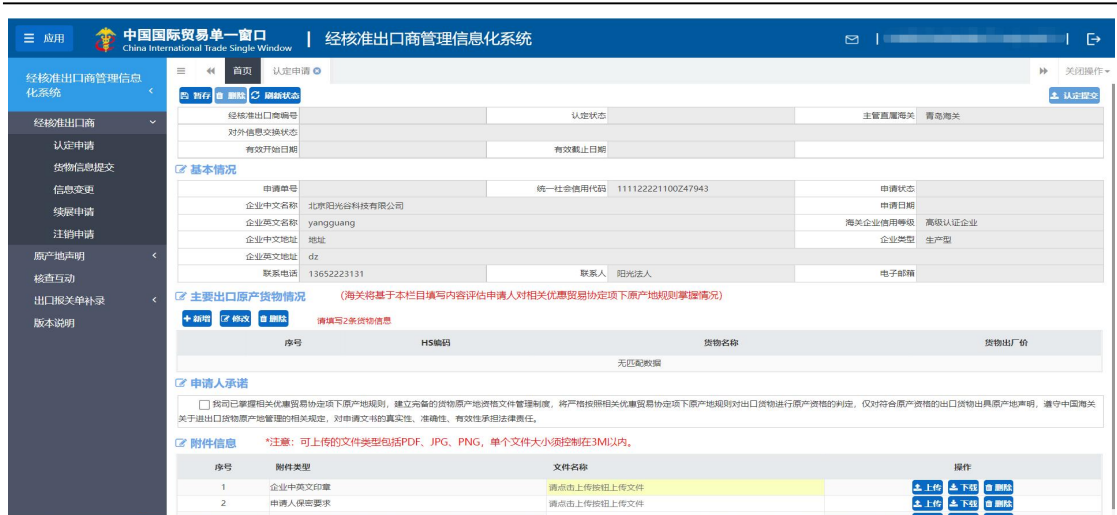 应用 中国国际贸易单一窗口 | 经核准出口商管理信息化系统
China International Trade Single Window
经核准出口商管理信息化系统
首页 认定申请 关闭操作
暂存 删除 刷新状态 认定提交
经核准出口商编号 认定状态 主管直属海关 青岛海关
对外信息交换状态
有效开始日期 有效截止日期
经核准出口商
认定申请
货物信息提交
信息变更
续展申请
注销申请
原产地声明
核查互动
出口报关单补录
版本说明
基本情况
申请单号 统一社会信用代码 111122221100Z47943 申请状态
企业中文名称 北京阳光谷科技有限公司 申请日期
企业英文名称 yangguang 海关企业信用等级 高级认证企业
企业中文地址 地址 企业类型 生产型
企业英文地址 dz
联系电话 13652223131 联系人 阳光法人 电子邮箱
主要出口原产货物情况 (海关将基于本栏目填写内容评估申请人对相关优惠贸易协定项下原产地规则掌握情况)
新增 修改 删除 请填写2条货物信息
序号 HS编码 货物名称 货物出厂价
无匹配数据
申请人承诺
我司已掌握相关优惠贸易协定项下原产地规则，建立完备的货物原产地资格文件管理制度，将严格按照相关优惠贸易协定项下原产地规则对出口货物进行原产资格的判定，仅对符合原产资格的出口货物出具原产地声明，遵守中国海关
关于进出口货物原产地管理的相关规定，对申请文书的真实性、准确性、有效性承担法律责任。
附件信息 *注意：可上传的文件类型包括PDF、JPG、PNG，单个文件大小须控制在3M以内。
序号 附件类型 文件名称 操作
1 企业中英文印章 请点击上传按钮上传文件 上传 下载 删除
2 申请人保密要求 请点击上传按钮上传文件 上传 下载 删除